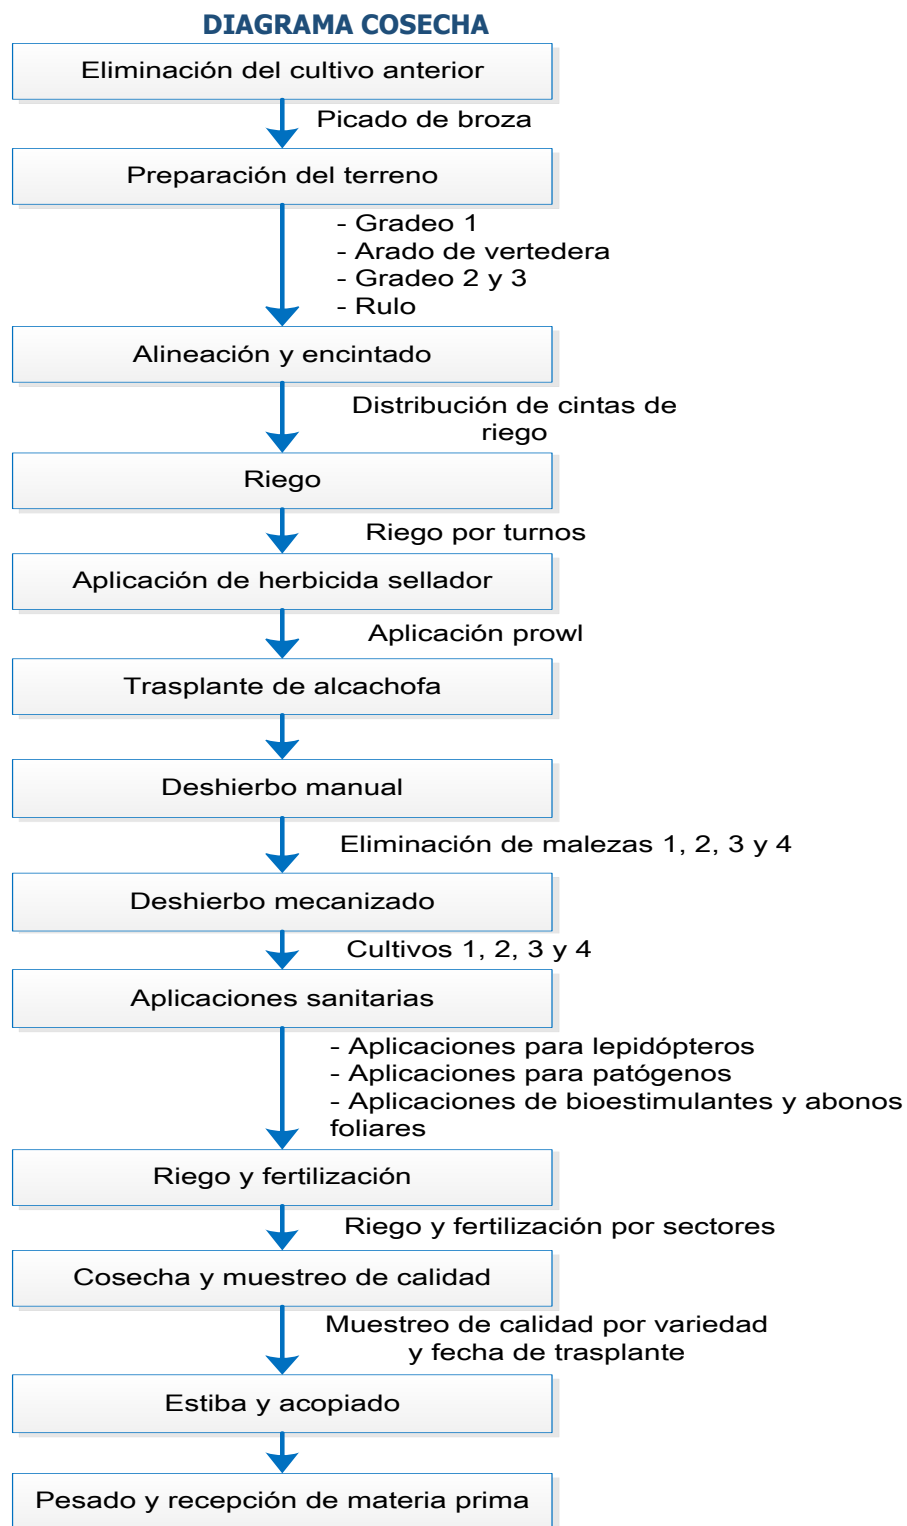 DIAGRAMA COSECHA
Eliminación del cultivo anterior
Picado de broza
Preparación del terreno
- Gradeo 1
- Arado de vertedera
- Gradeo 2 y 3
- Rulo
Alineación y encintado
Distribución de cintas de
riego
Riego
Riego por turnos
Aplicación de herbicida sellador
Aplicación prowl
Trasplante de alcachofa
Deshierbo manual
Eliminación de malezas 1, 2, 3 y 4
Deshierbo mecanizado
Cultivos 1, 2, 3 y 4
Aplicaciones sanitarias
- Aplicaciones para lepidópteros
- Aplicaciones para patógenos
- Aplicaciones de bioestimulantes y abonos
foliares
Riego y fertilización
Riego y fertilización por sectores
Cosecha y muestreo de calidad
Muestreo de calidad por variedad
y fecha de trasplante
Estiba y acopiado
Pesado y recepción de materia prima